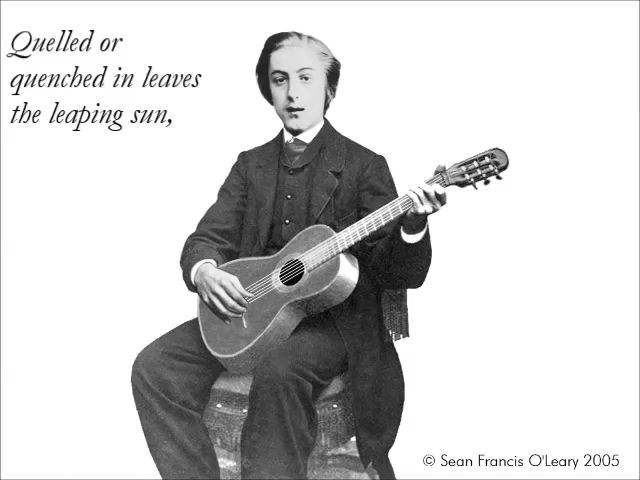 Quelled or
quenched in leaves
the leaping sun,
© Sean Francis O'Leary 2005